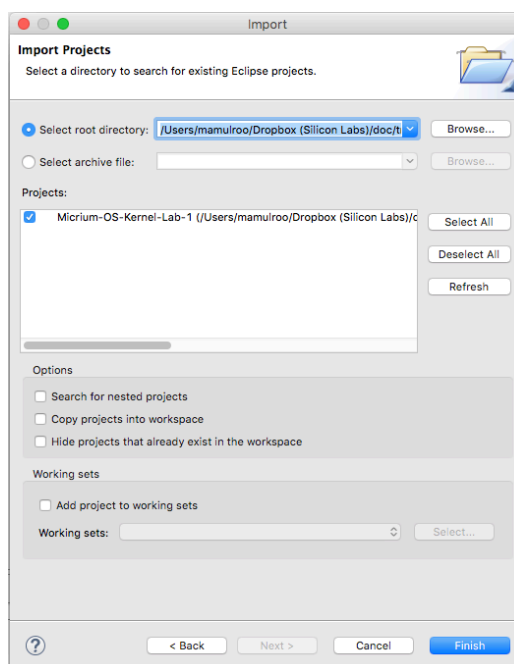 Import
Import Projects
Select a directory to search for existing Eclipse projects.
Select root directory: /Users/mamulroo/Dropbox (Silicon Labs)/doc/t Browse...
Select archive file: Browse...
Projects:
Micrium-OS-Kernel-Lab-1 (/Users/mamulroo/Dropbox (Silicon Labs)/ Select All
Deselect All
Refresh
Options
Search for nested projects
Copy projects into workspace
Hide projects that already exist in the workspace
Working sets
Add project to working sets
Working sets: Select...
? < Back Next > Cancel Finish